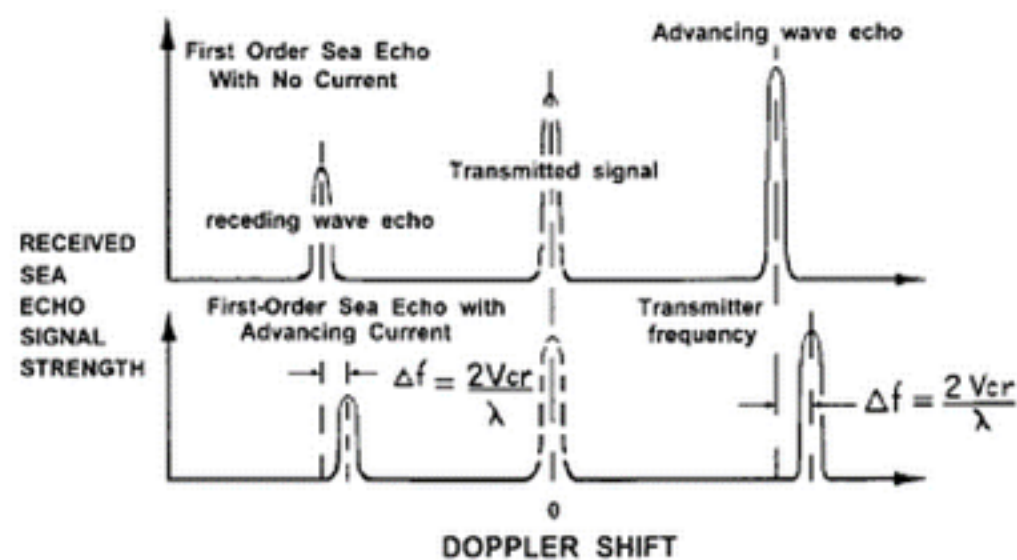 First Order Sea Echo
With No Current
Advancing wave echo
Transmitted signal
receding wave echo
RECEIVED
SEA
ECHO
SIGNAL
STRENGTH
First-Order Sea Echo with
Advancing Current
Transmitter
frequency
Δf = 2Vcr/λ
Δf = 2Vcr/λ
0
DOPPLER SHIFT